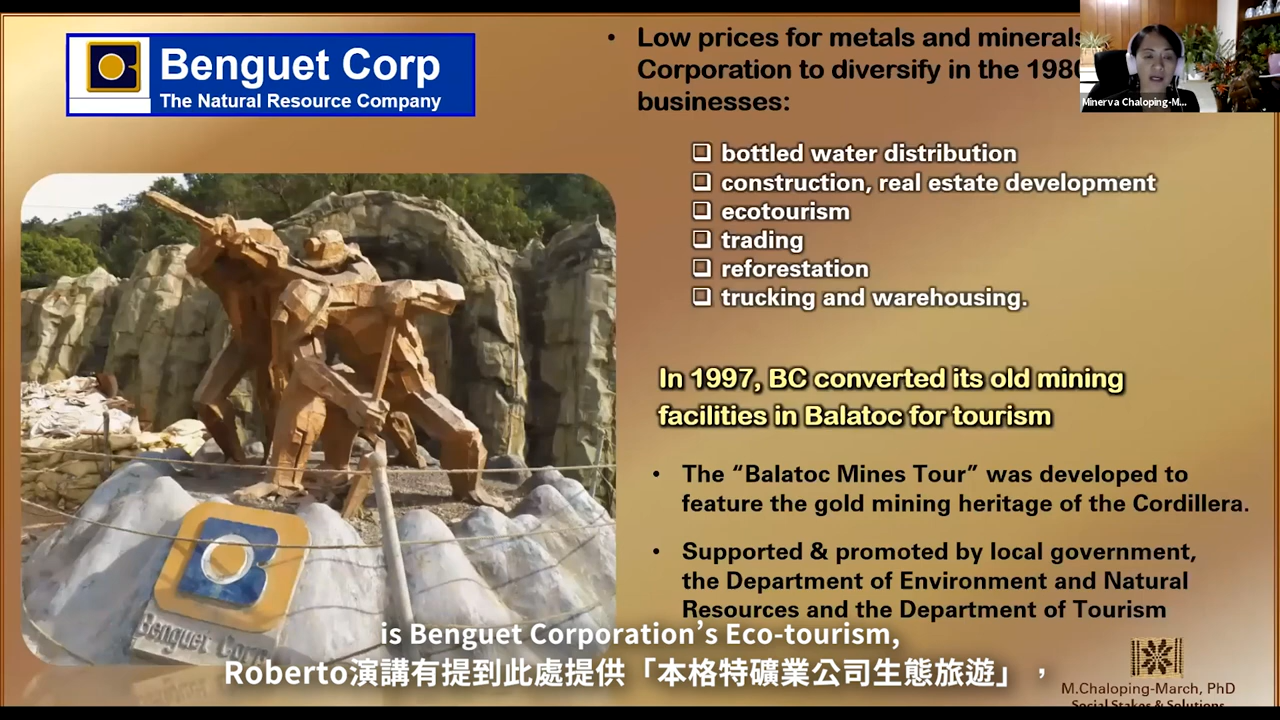 Benguet Corp
The Natural Resource Company
• Low prices for metals and minerals
Corporation to diversify in the 198
businesses:
❑ bottled water distribution
❑ construction, real estate development
❑ ecotourism
❑ trading
❑ reforestation
❑ trucking and warehousing.
In 1997, BC converted its old mining
facilities in Balatoc for tourism
• The “Balatoc Mines Tour” was developed to
feature the gold mining heritage of the Cordillera.
• Supported & promoted by local government,
the Department of Environment and Natural
Resources and the Department of Tourism
Minerva Chaloping-M...
Benguet Corp
is Benguet Corporation’s Eco-tourism,
Roberto演講有提到此處提供「本格特礦業公司生態旅遊」，
M.Chaloping-March, PhD
Social Stakes & Solutions